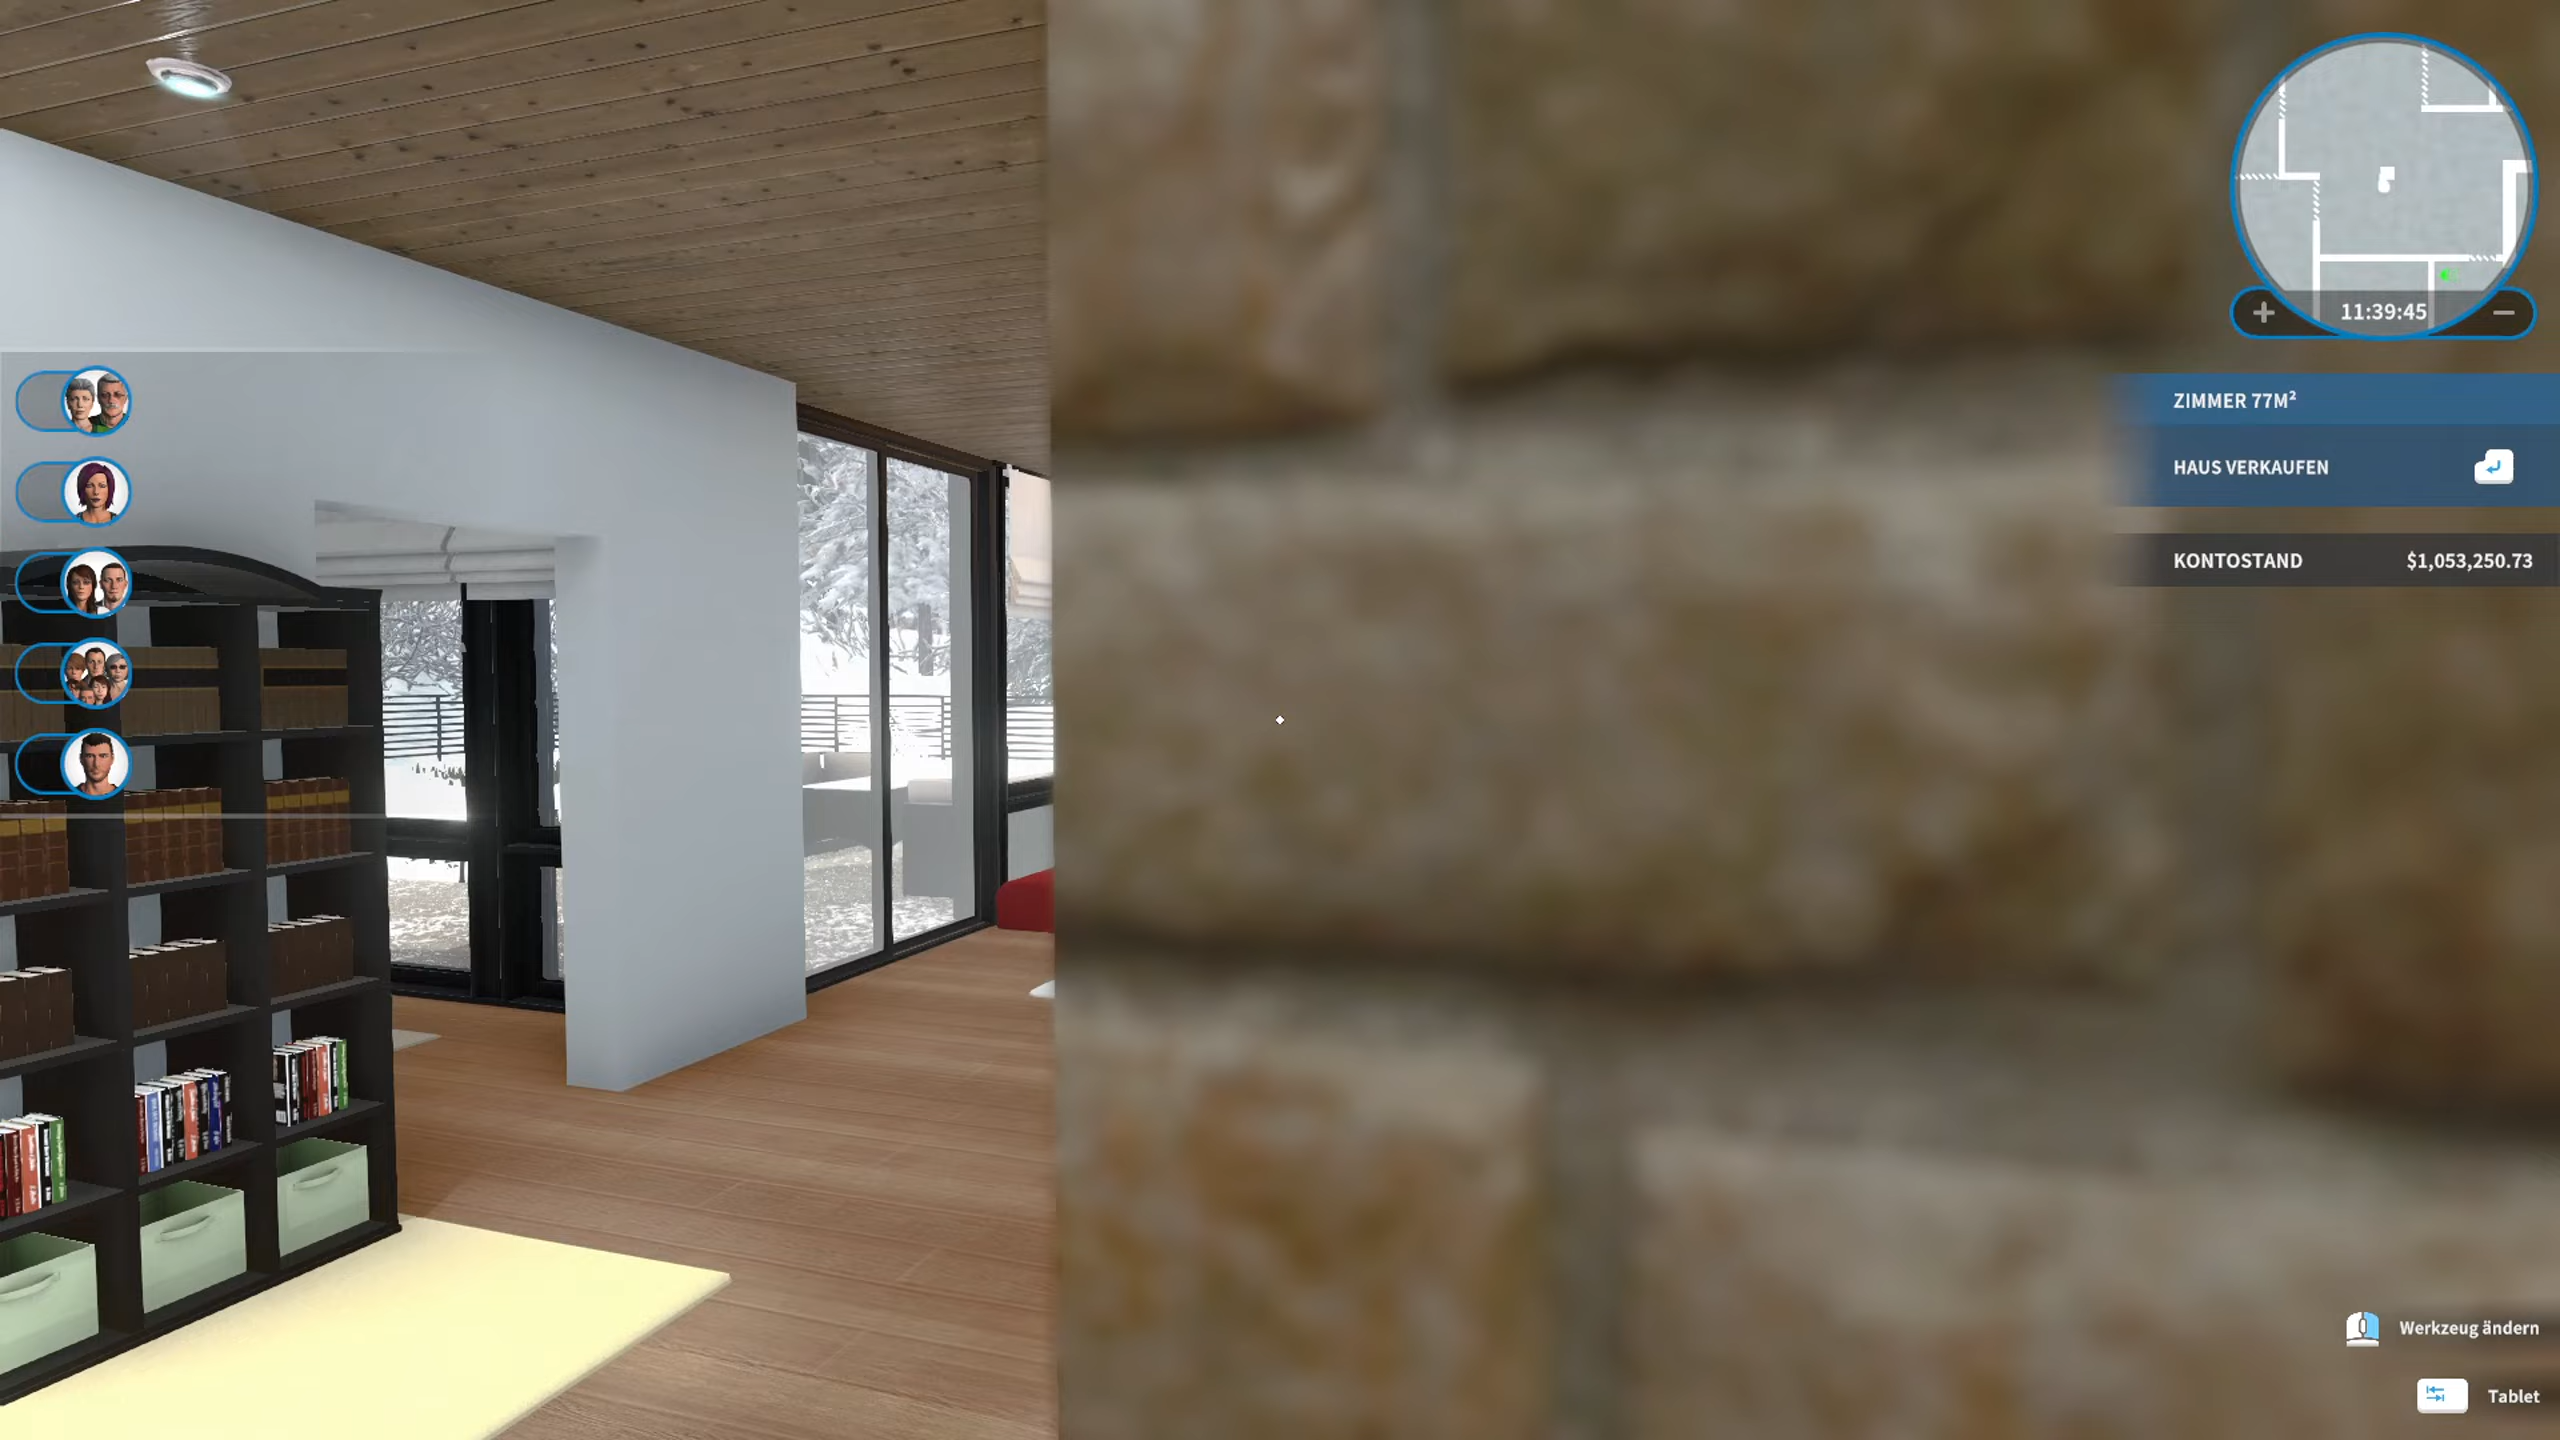 11:39:45
ZIMMER 77M²
HAUS VERKAUFEN
KONTOSTAND $1,053,250.73
Werkzeug ändern
Tablet